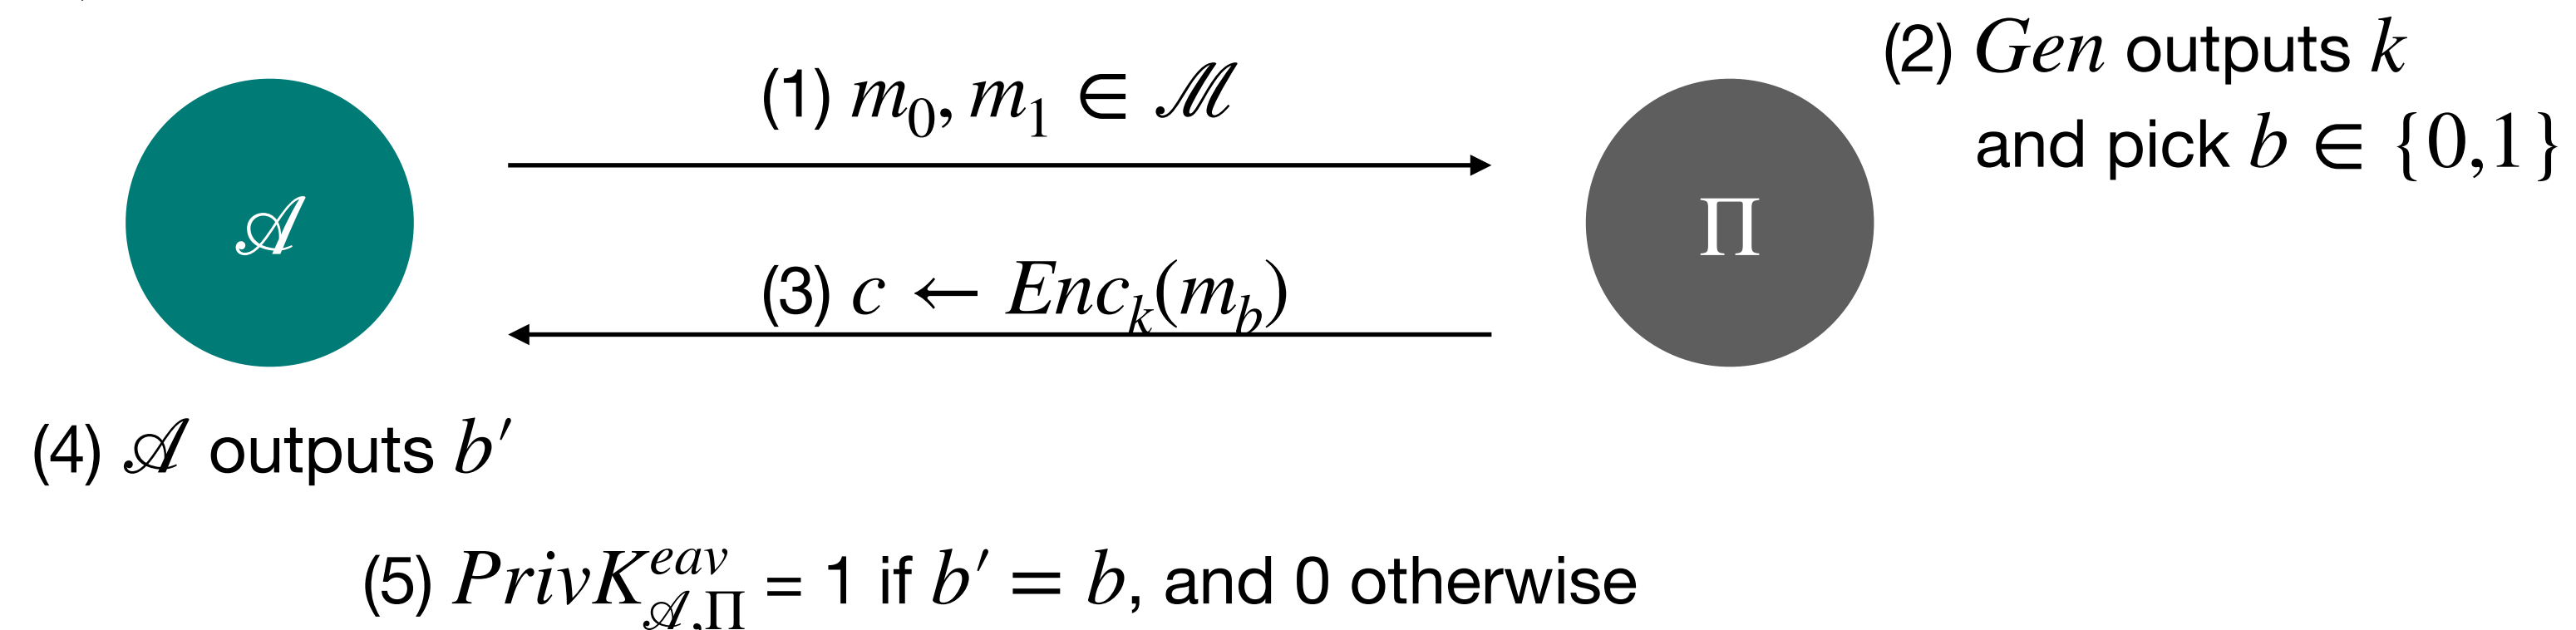 (2) Gen outputs k
(1) m₀, m₁ ∈ ℳ
and pick b ∈ {0,1}
𝒜
Π
(3) c ← Encₖ(m_b)
(4) 𝒜 outputs b′
(5) PrivK^{eav}_{𝒜,Π} = 1 if b′ = b, and 0 otherwise